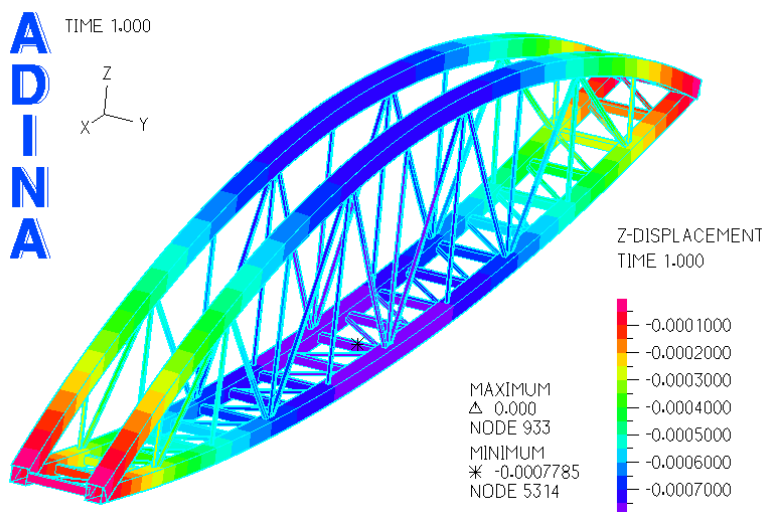 ADINA
TIME 1.000
Z
X
Y
Z-DISPLACEMENT
TIME 1.000
-0.0001000
-0.0002000
-0.0003000
-0.0004000
-0.0005000
-0.0006000
-0.0007000
MAXIMUM
△ 0.000
NODE 933
MINIMUM
✳ -0.0007785
NODE 5314